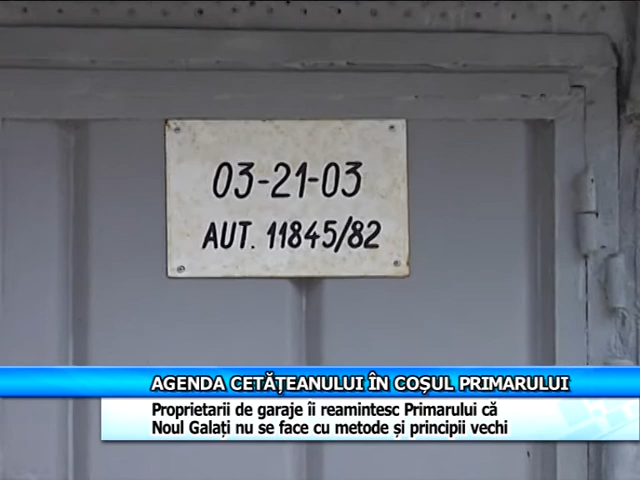 03-21-03
AUT. 11845/82
AGENDA CETĂȚEANULUI ÎN COȘUL PRIMARULUI
Proprietarii de garaje îi reamintesc Primarului că
Noul Galați nu se face cu metode și principii vechi